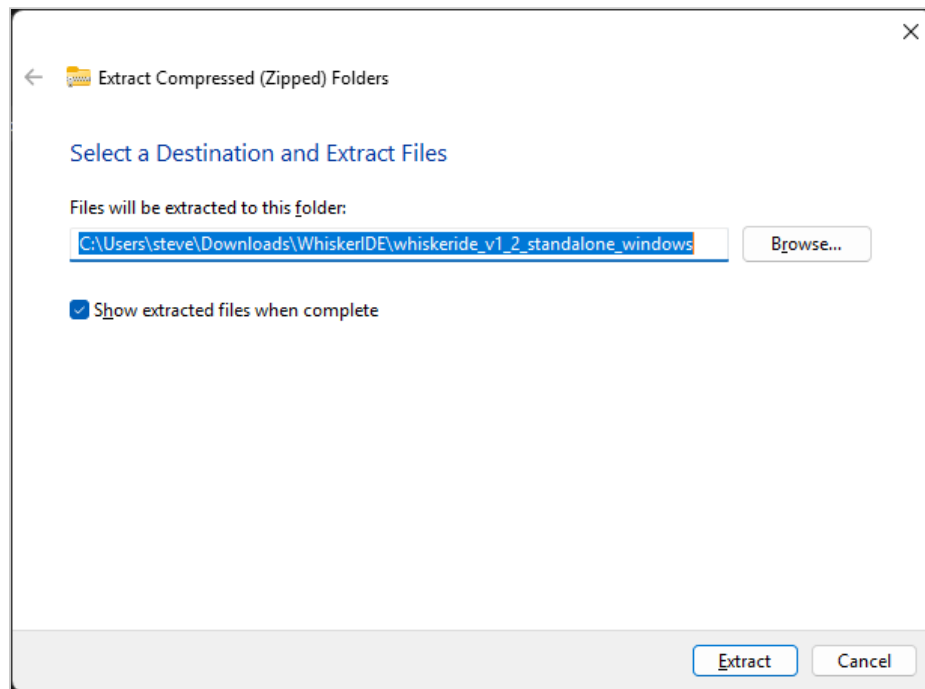 Extract Compressed (Zipped) Folders
Select a Destination and Extract Files
Files will be extracted to this folder:
C:\Users\steve\Downloads\WhiskerIDE\whiskeride_v1_2_standalone_windows
Browse...
Show extracted files when complete
Extract
Cancel